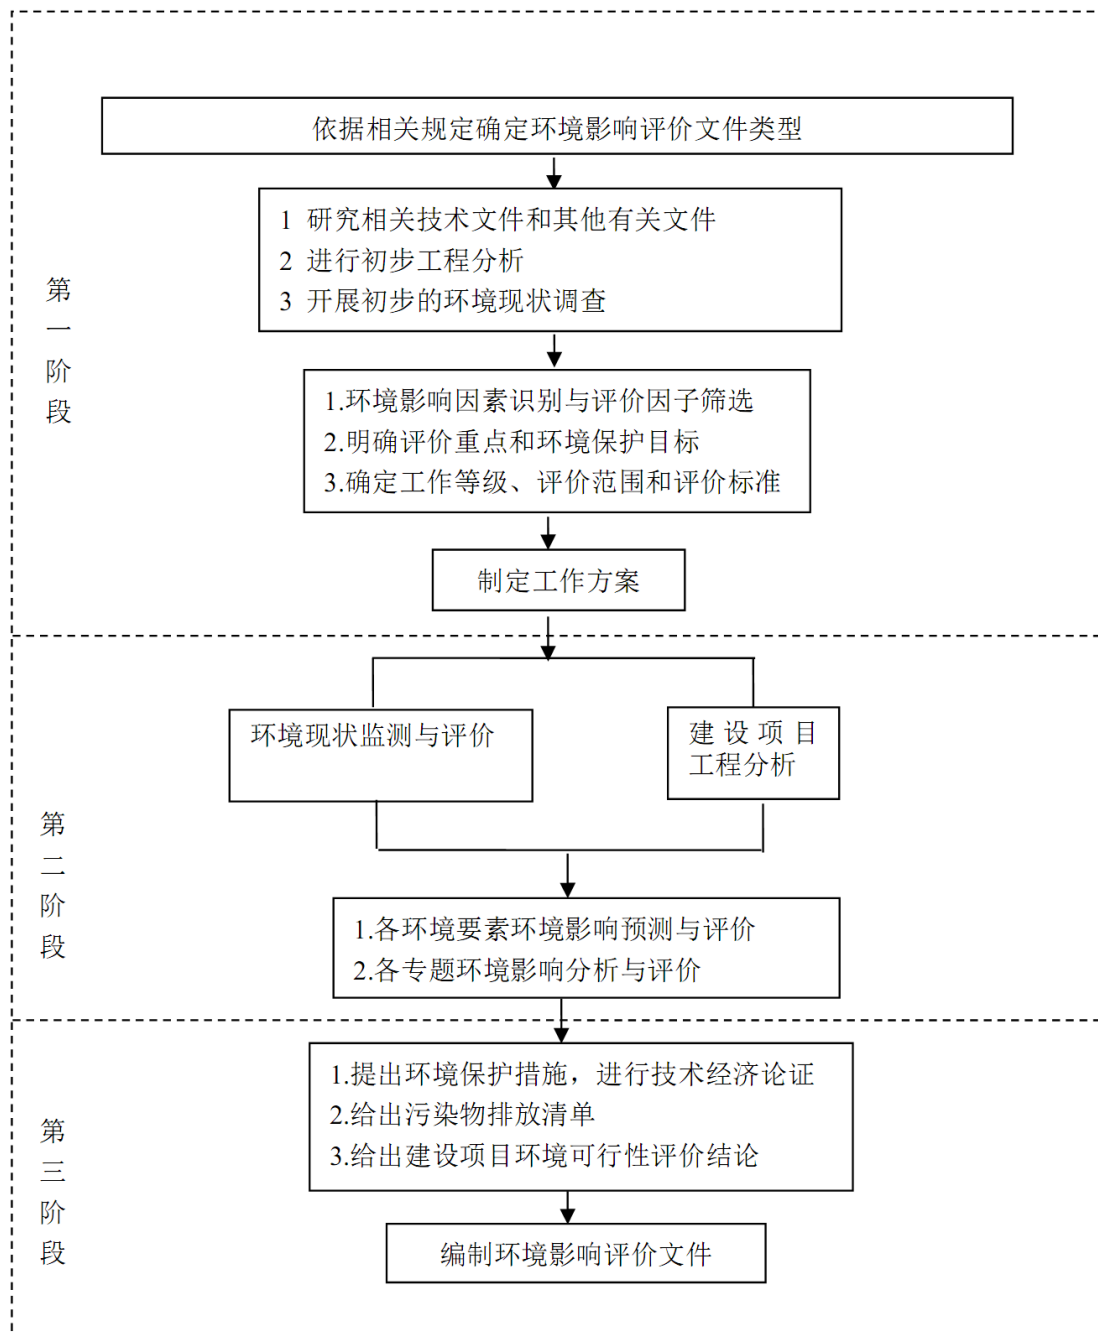 依据相关规定确定环境影响评价文件类型
1 研究相关技术文件和其他有关文件
2 进行初步工程分析
3 开展初步的环境现状调查
第一阶段
1.环境影响因素识别与评价因子筛选
2.明确评价重点和环境保护目标
3.确定工作等级、评价范围和评价标准
制定工作方案
环境现状监测与评价
建设项目
工程分析
第二阶段
1.各环境要素环境影响预测与评价
2.各专题环境影响分析与评价
1.提出环境保护措施，进行技术经济论证
2.给出污染物排放清单
3.给出建设项目环境可行性评价结论
第三阶段
编制环境影响评价文件